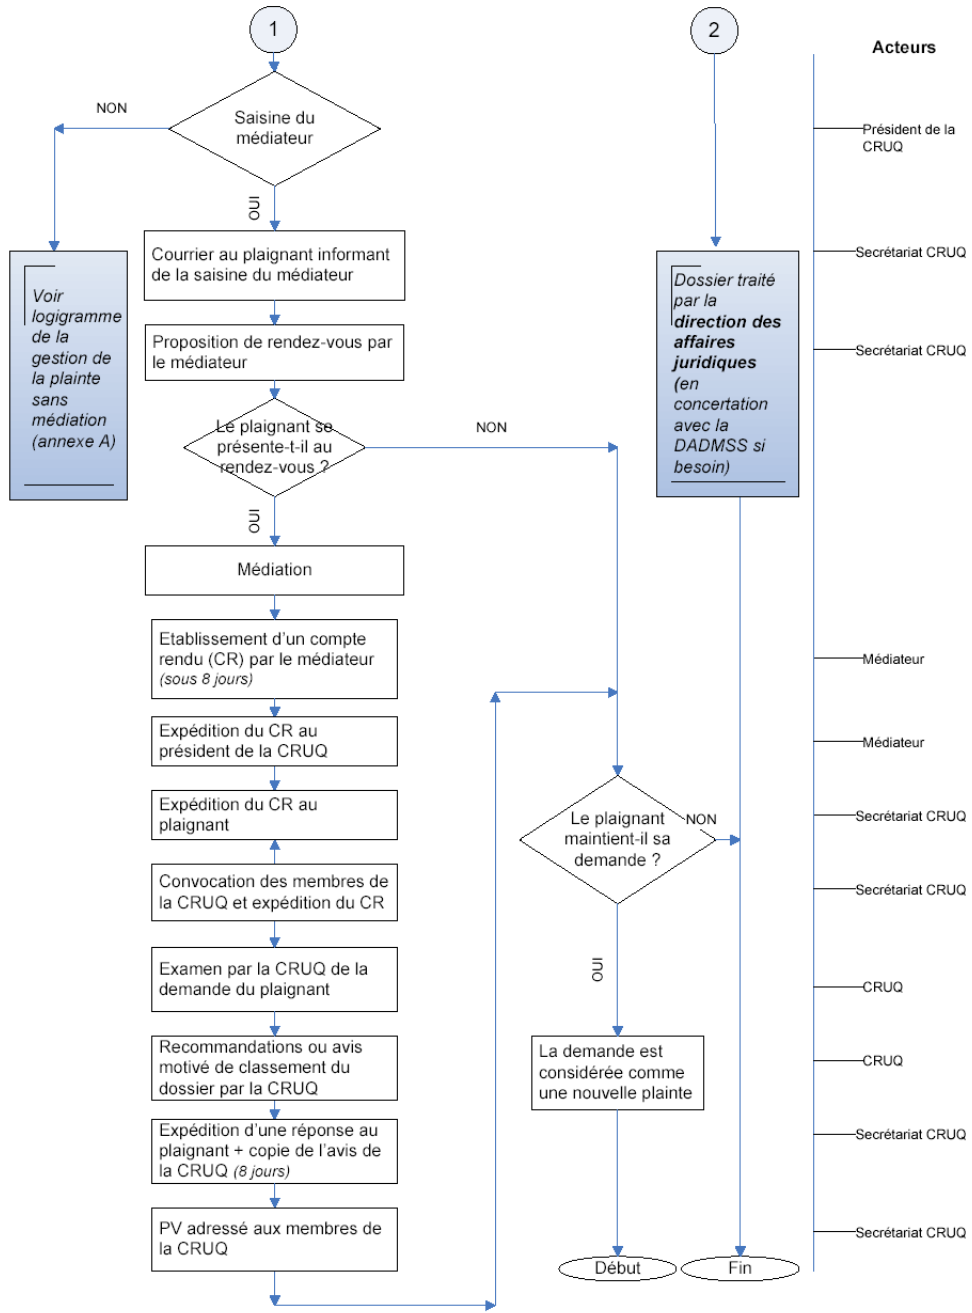 1
2
Acteurs
NON
Saisine du
médiateur
Président de la
CRUQ
OUI
Courrier au plaignant informant
de la saisine du médiateur
Secrétariat CRUQ
Voir
logigramme
de la
gestion de
la plainte
sans
médiation
(annexe A)
Dossier traité
par la
direction des
affaires
juridiques
(en
concertation
avec la
DADMSS si
besoin)
Proposition de rendez-vous par
le médiateur
Secrétariat CRUQ
Le plaignant se
présente-t-il au
rendez-vous ?
NON
OUI
Médiation
Etablissement d'un compte
rendu (CR) par le médiateur
(sous 8 jours)
Médiateur
Expédition du CR au
président de la CRUQ
Médiateur
Expédition du CR au
plaignant
Secrétariat CRUQ
Le plaignant
maintient-il sa
demande ?
NON
Convocation des membres de
la CRUQ et expédition du CR
Secrétariat CRUQ
Examen par la CRUQ de la
demande du plaignant
CRUQ
OUI
Recommandations ou avis
motivé de classement du
dossier par la CRUQ
CRUQ
La demande est
considérée comme
une nouvelle plainte
Expédition d'une réponse au
plaignant + copie de l'avis de
la CRUQ (8 jours)
Secrétariat CRUQ
PV adressé aux membres de
la CRUQ
Secrétariat CRUQ
Début
Fin